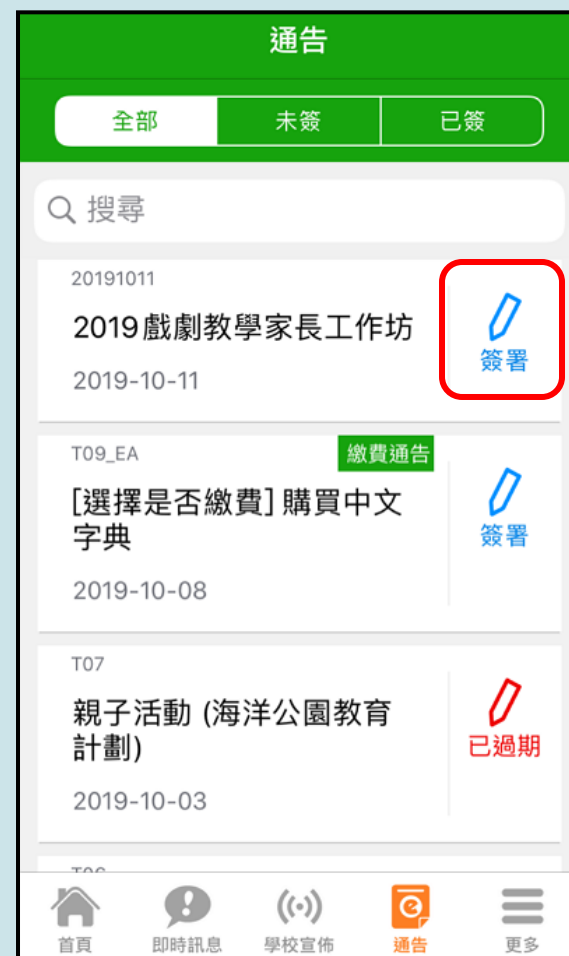 通告
全部 未簽 已簽
搜尋
20191011
2019戲劇教學家長工作坊
簽署
2019-10-11
T09_EA
繳費通告
[選擇是否繳費] 購買中文
字典
簽署
2019-10-08
T07
親子活動 (海洋公園教育
計劃)
已過期
2019-10-03
首頁 即時訊息 學校宣佈 通告 更多